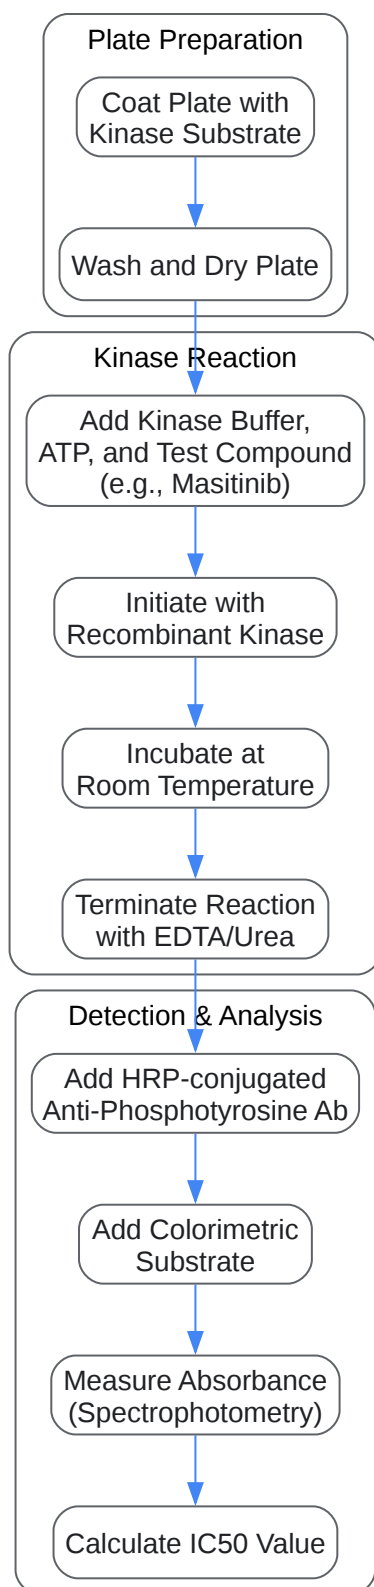 Plate Preparation
Coat Plate with
Kinase Substrate
Wash and Dry Plate
Kinase Reaction
Add Kinase Buffer,
ATP, and Test Compound
(e.g., Masitinib)
Initiate with
Recombinant Kinase
Incubate at
Room Temperature
Terminate Reaction
with EDTA/Urea
Detection & Analysis
Add HRP-conjugated
Anti-Phosphotyrosine Ab
Add Colorimetric
Substrate
Measure Absorbance
(Spectrophotometry)
Calculate IC50 Value